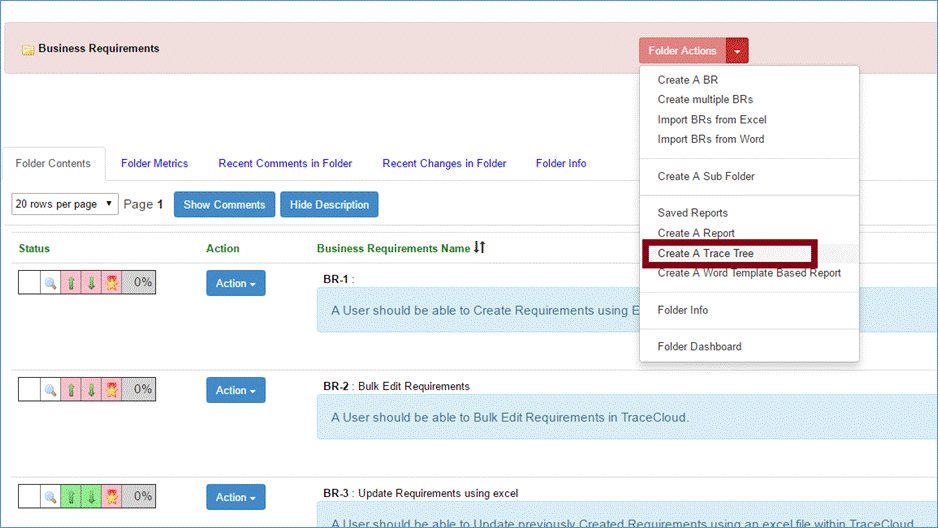 Business Requirements
Folder Actions
Create A BR
Create multiple BRs
Import BRs from Excel
Import BRs from Word
Create A Sub Folder
Saved Reports
Create A Report
Create A Trace Tree
Create A Word Template Based Report
Folder Info
Folder Dashboard
Folder Contents Folder Metrics Recent Comments in Folder Recent Changes in Folder Folder Info
20 rows per page Page 1 Show Comments Hide Description
Status Action Business Requirements Name
0% Action BR-1 :
A User should be able to Create Requirements using E
0% Action BR-2 : Bulk Edit Requirements
A User should be able to Bulk Edit Requirements in TraceCloud.
0% Action BR-3 : Update Requirements using excel
A User should be able to Update previously Created Requirements using an excel file within TraceCloud